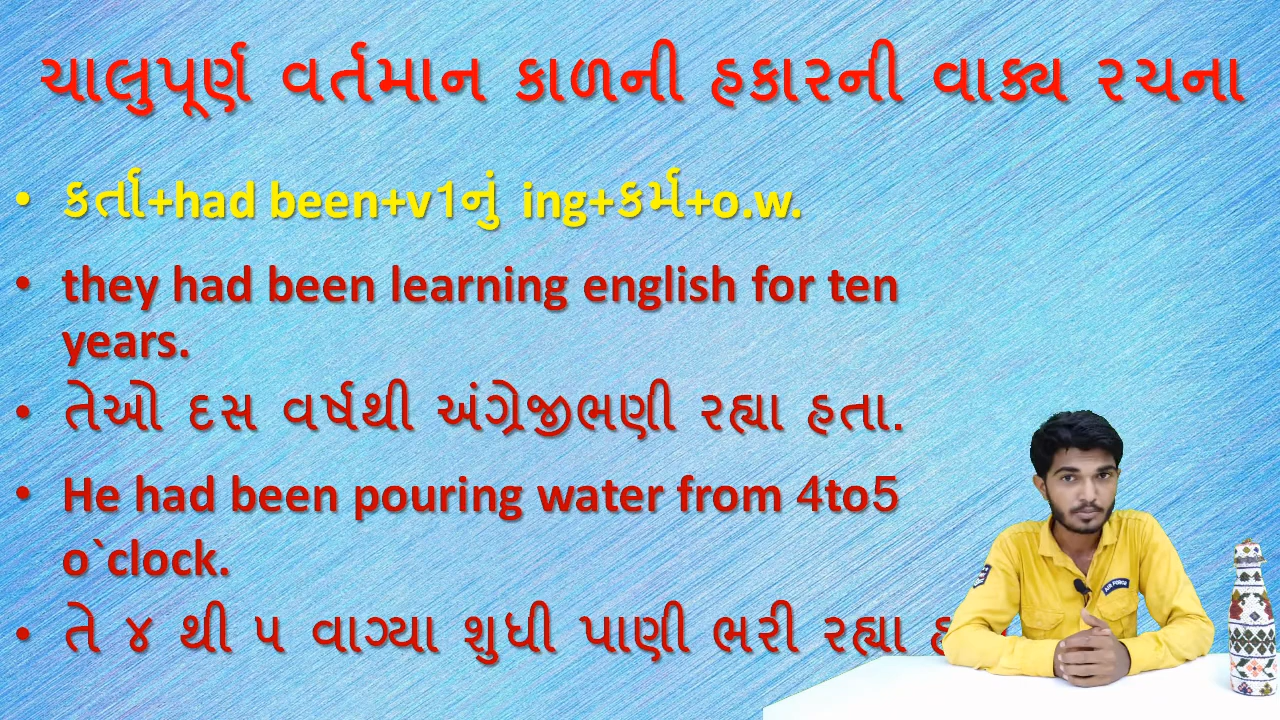 ચાલુપૂર્ણ વર્તમાન કાળની હકારની વાક્ય રચના
• કર્તા+had been+v1નું ing+કર્મ+o.w.
• they had been learning english for ten
years.
• તેઓ દસ વર્ષથી અંગ્રેજીભણી રહ્યા હતા.
• He had been pouring water from 4to5
o`clock.
• તે ૪ થી ૫ વાગ્યા શુધી પાણી ભરી રહ્યા
AIR FORCE